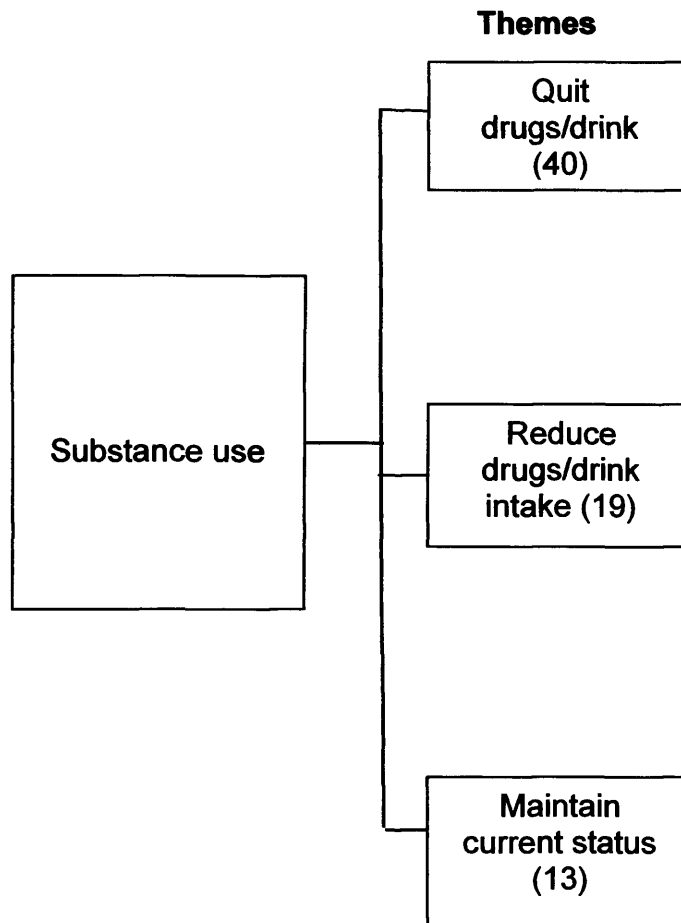 Themes
Quit
drugs/drink
(40)
Substance use
Reduce
drugs/drink
intake (19)
Maintain
current status
(13)